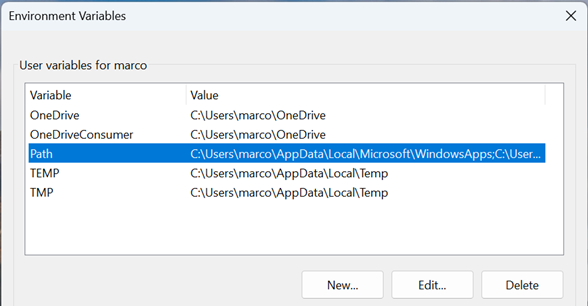 Environment Variables
User variables for marco
Variable Value
OneDrive C:\Users\marco\OneDrive
OneDriveConsumer C:\Users\marco\OneDrive
Path C:\Users\marco\AppData\Local\Microsoft\WindowsApps;C:\User...
TEMP C:\Users\marco\AppData\Local\Temp
TMP C:\Users\marco\AppData\Local\Temp
New... Edit... Delete